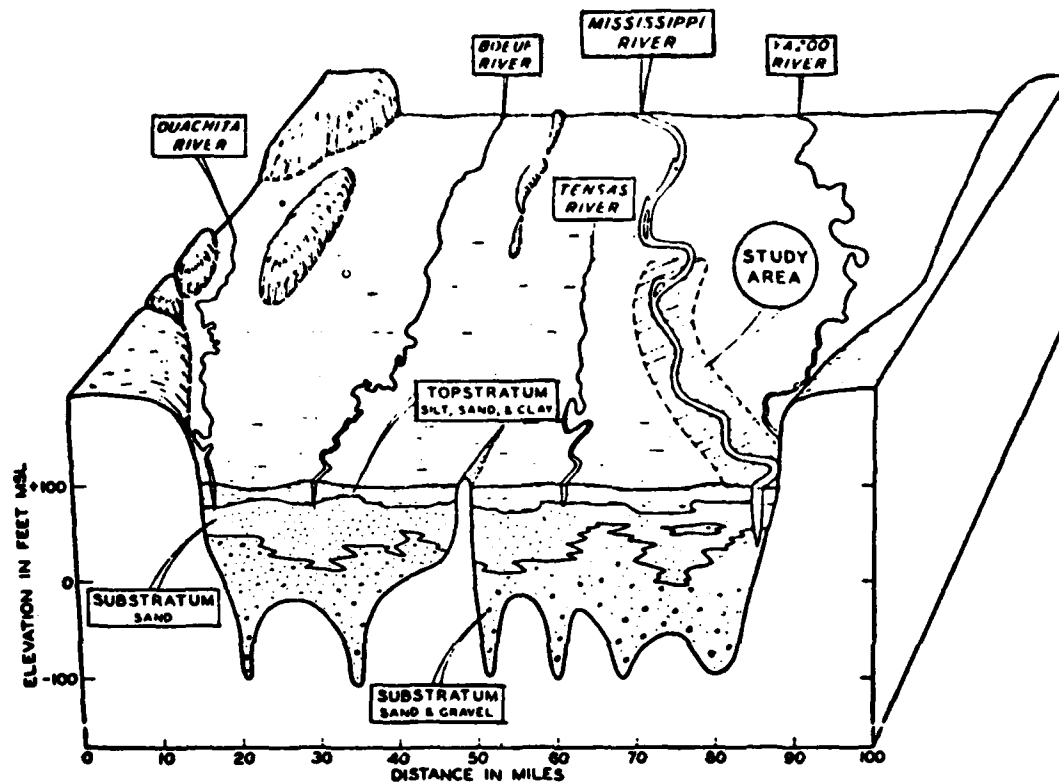 MISSISSIPPI
RIVER
BOEUF
RIVER
YAZOO
RIVER
OUACHITA
RIVER
TENSAS
RIVER
STUDY
AREA
TOPSTRATUM
SILT, SAND, & CLAY
ELEVATION IN FEET MSL
+100
0
-100
SUBSTRATUM
SAND
SUBSTRATUM
SAND & GRAVEL
0 10 20 30 40 50 60 70 80 90 100
DISTANCE IN MILES